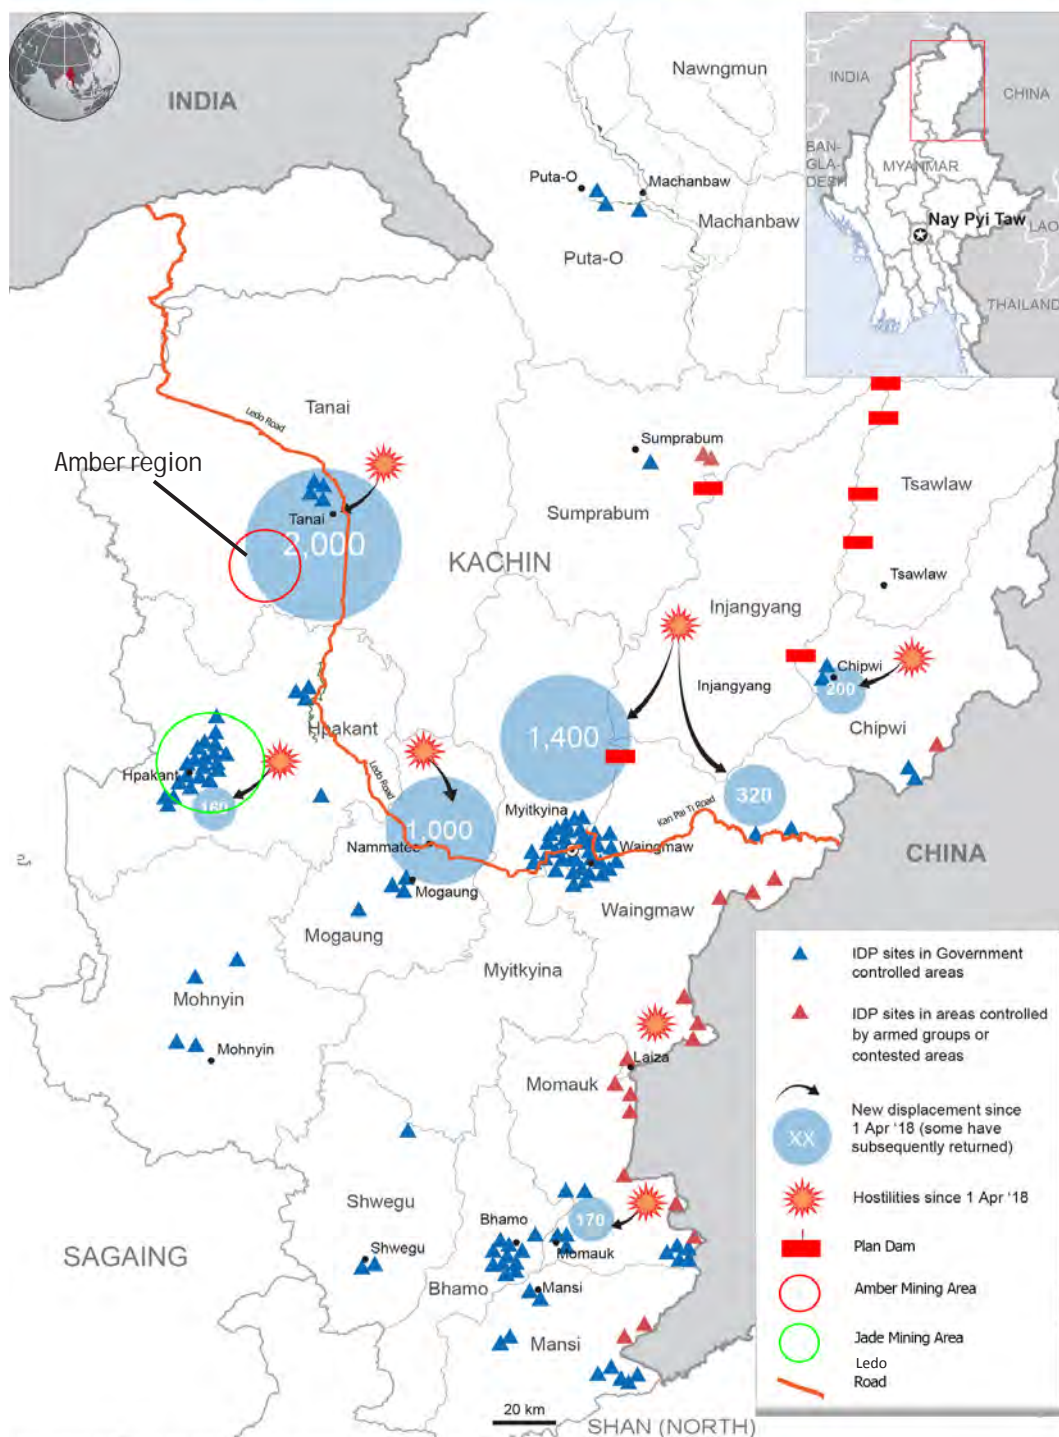 INDIA
Nawngmun
Puta-O
Machanbaw
Machanbaw
Puta-O
INDIA
CHINA
BAN-
GLA-
DESH
MYANMAR
Nay Pyi Taw
LAO
THAILAND
Ledo Road
Tanai
Amber region
Tanai
2,000
KACHIN
Sumprabum
Sumprabum
Tsawlaw
Tsawlaw
Injangyang
Injangyang
Chipwi
200
Chipwi
1,400
320
Hpakant
Hpakant
160
Ledo Road
1,000
Nammatee
Myitkyina
Kan Pai Ti Road
Waingmaw
CHINA
Mogaung
Waingmaw
Mogaung
Myitkyina
Mohnyin
Mohnyin
Laiza
Momauk
Shwegu
Shwegu
SAGAING
Bhamo
170
Momauk
Bhamo
Mansi
Mansi
20 km
SHAN (NORTH)
IDP sites in Government
controlled areas
IDP sites in areas controlled
by armed groups or
contested areas
XX
New displacement since
1 Apr ‘18 (some have
subsequently returned)
Hostilities since 1 Apr ‘18
Plan Dam
Amber Mining Area
Jade Mining Area
Ledo
Road